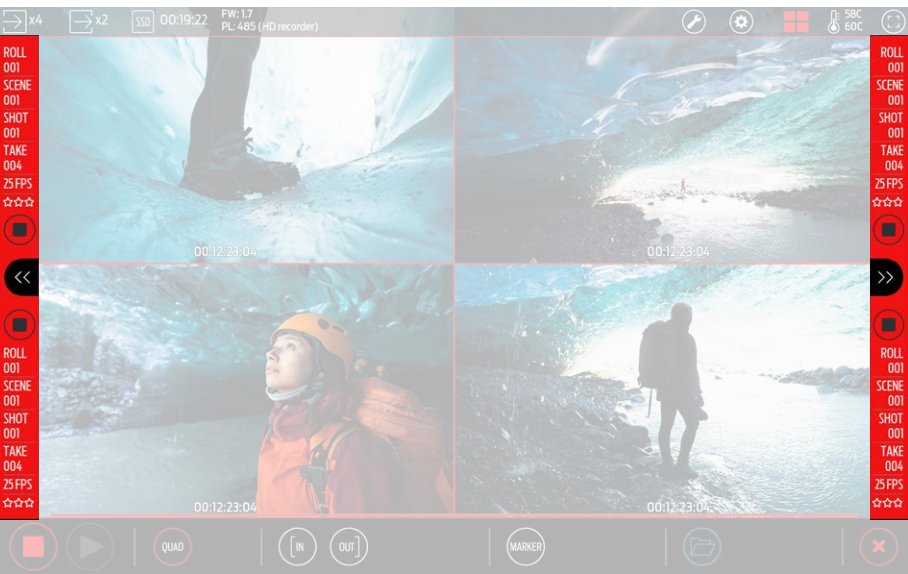 x4
x2
SSD
00:19:22
FW: 1.7
PL: 485 (HD recorder)
58C
60C
ROLL
001
SCENE
001
SHOT
001
TAKE
004
25 FPS
<<
ROLL
001
SCENE
001
SHOT
001
TAKE
004
25 FPS
00:12:23:04
00:12:23:04
00:12:23:04
00:12:23:04
ROLL
001
SCENE
001
SHOT
001
TAKE
004
25 FPS
>>
ROLL
001
SCENE
001
SHOT
001
TAKE
004
25 FPS
QUAD
[IN
OUT]
MARKER